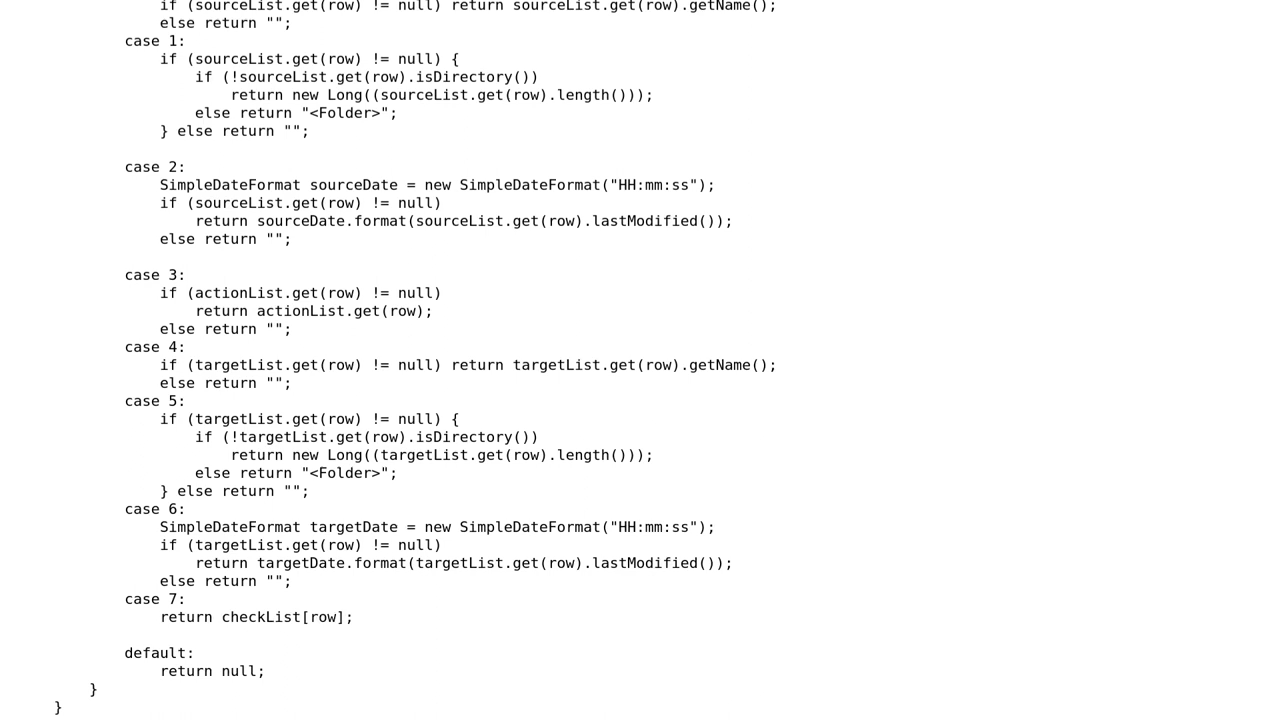 if (sourceList.get(row) != null) return sourceList.get(row).getName();
            else return "";
        case 1:
            if (sourceList.get(row) != null) {
                if (!sourceList.get(row).isDirectory())
                    return new Long((sourceList.get(row).length()));
                else return "<Folder>";
            } else return "";

        case 2:
            SimpleDateFormat sourceDate = new SimpleDateFormat("HH:mm:ss");
            if (sourceList.get(row) != null)
                return sourceDate.format(sourceList.get(row).lastModified());
            else return "";

        case 3:
            if (actionList.get(row) != null)
                return actionList.get(row);
            else return "";
        case 4:
            if (targetList.get(row) != null) return targetList.get(row).getName();
            else return "";
        case 5:
            if (targetList.get(row) != null) {
                if (!targetList.get(row).isDirectory())
                    return new Long((targetList.get(row).length()));
                else return "<Folder>";
            } else return "";
        case 6:
            SimpleDateFormat targetDate = new SimpleDateFormat("HH:mm:ss");
            if (targetList.get(row) != null)
                return targetDate.format(targetList.get(row).lastModified());
            else return "";
        case 7:
            return checkList[row];

        default:
            return null;
    }
}